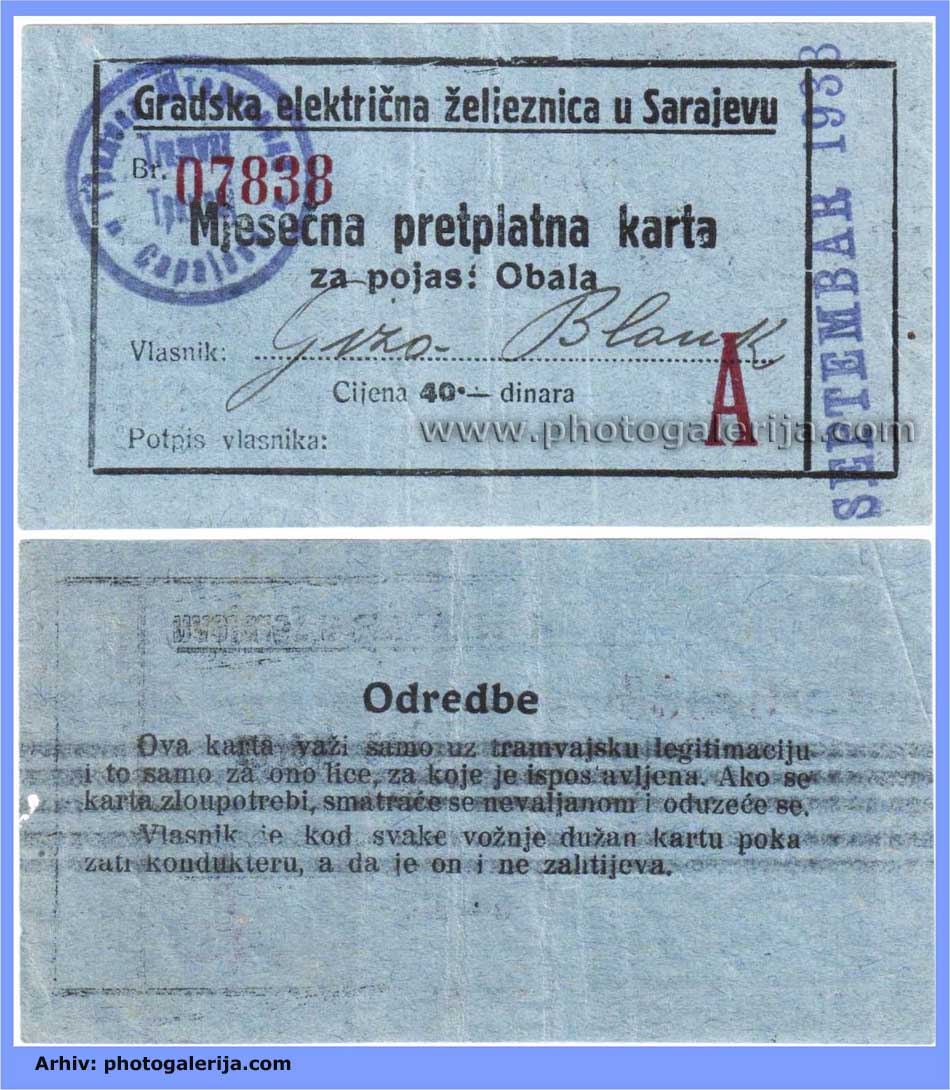 Gradska električna željeznica u Sarajevu
Br. 07838
Tramvaj
Mjesečna pretplatna karta
za pojas: Obala
Vlasnik: Gizo. Blank
Cijena 40·— dinara
A
www.photogalerija.com
Potpis vlasnika:
SEPTEMBAR 1933
Odredbe
Ova karta važi samo uz tramvajsku legitimaciju
i to samo za ono lice, za koje je ispos avljena. Ako se
karta zloupotrebi, smatraće se nevaljanom i oduzeće se.
Vlasnik je kod svake vožnje dužan kartu poka
zati kondukteru, a da je on i ne zahtijeva.
Arhiv: photogalerija.com